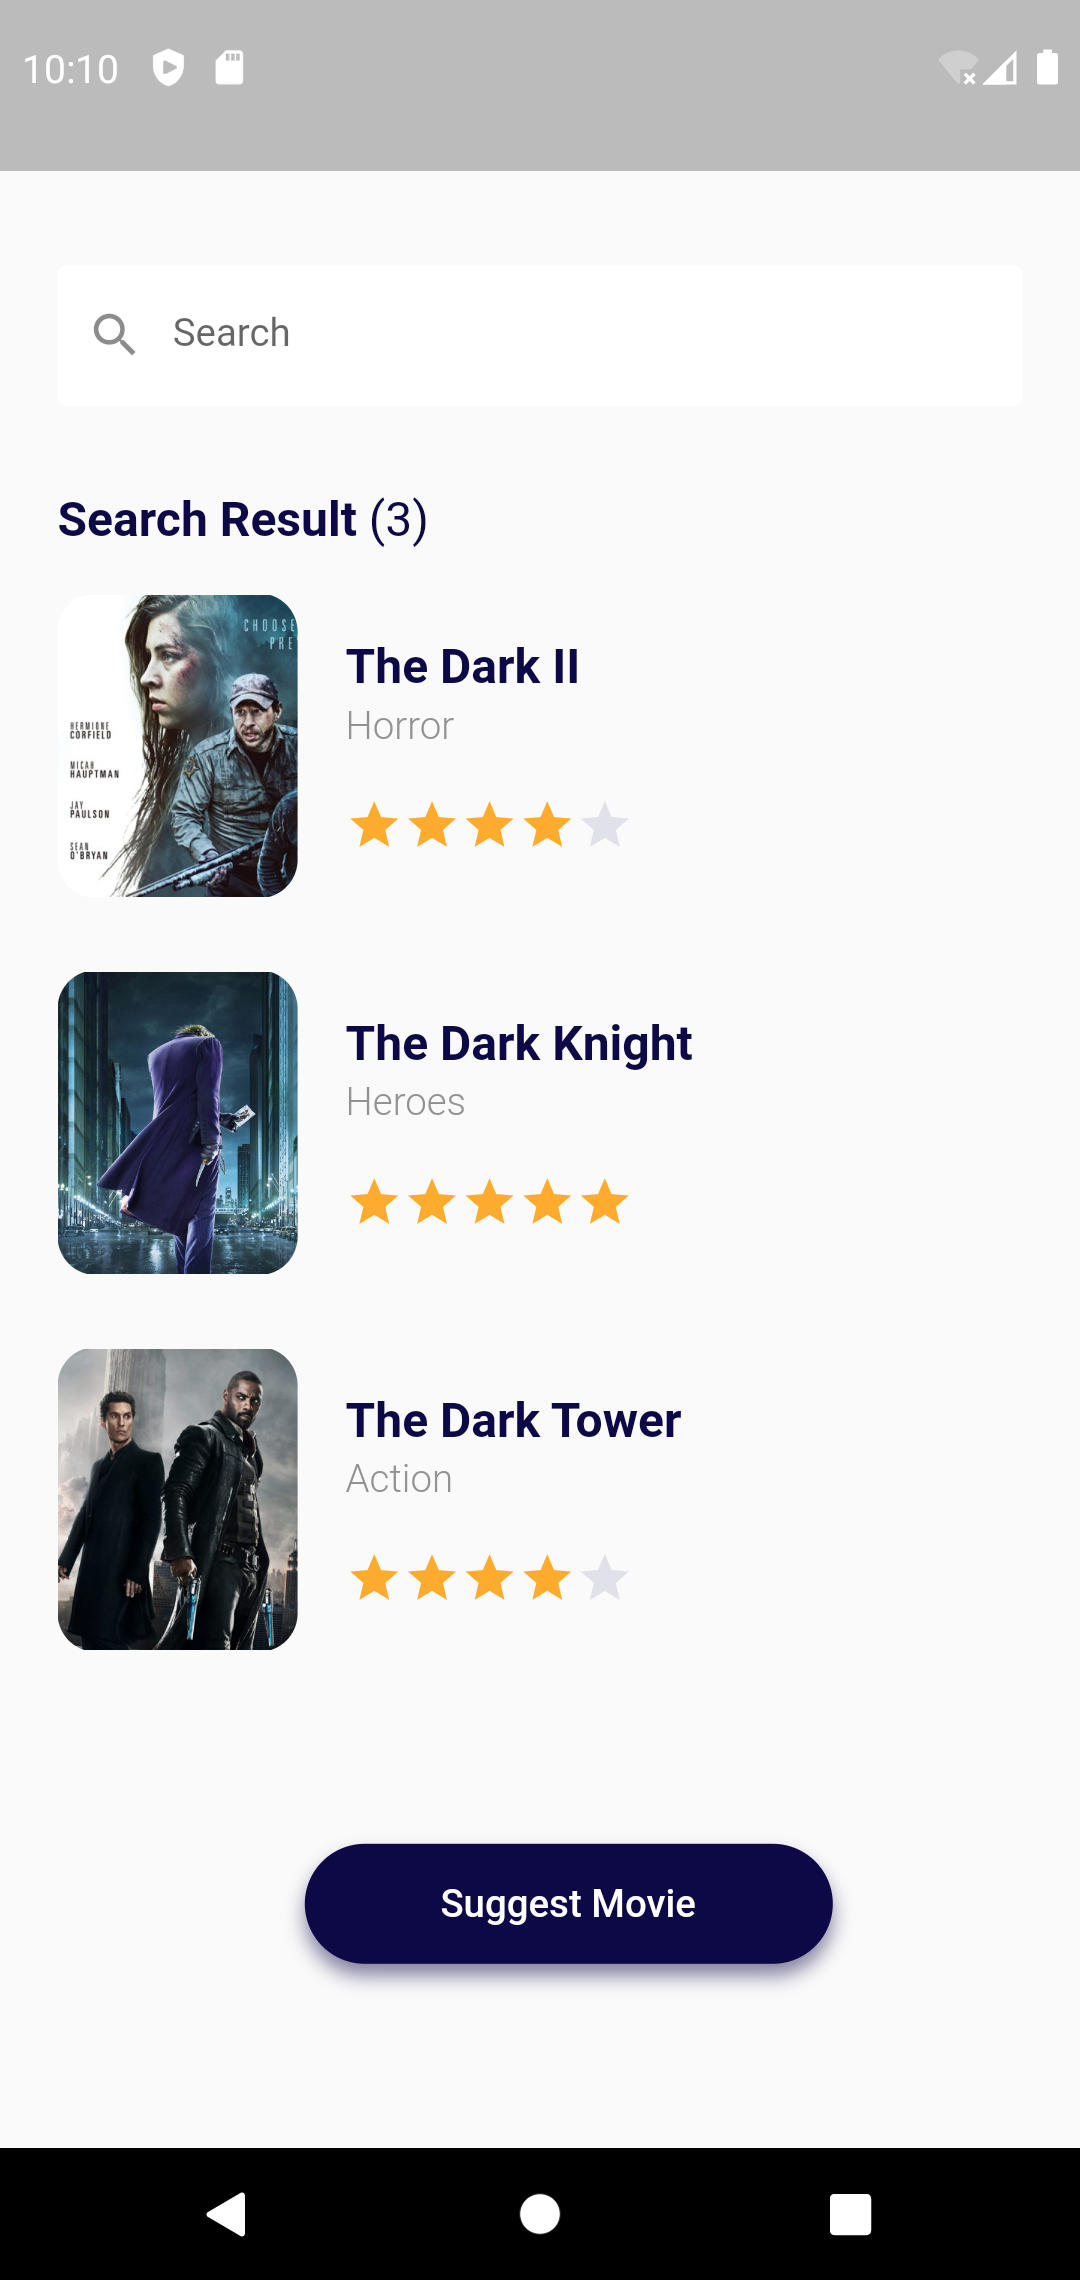 10:10
Search
Search Result (3)
CHOOSE
PRE
HERMIONE
CORFIELD
MICAH
HAUPTMAN
JAY
PAULSON
SEAN
O'BRYAN
The Dark II
Horror
The Dark Knight
Heroes
The Dark Tower
Action
Suggest Movie